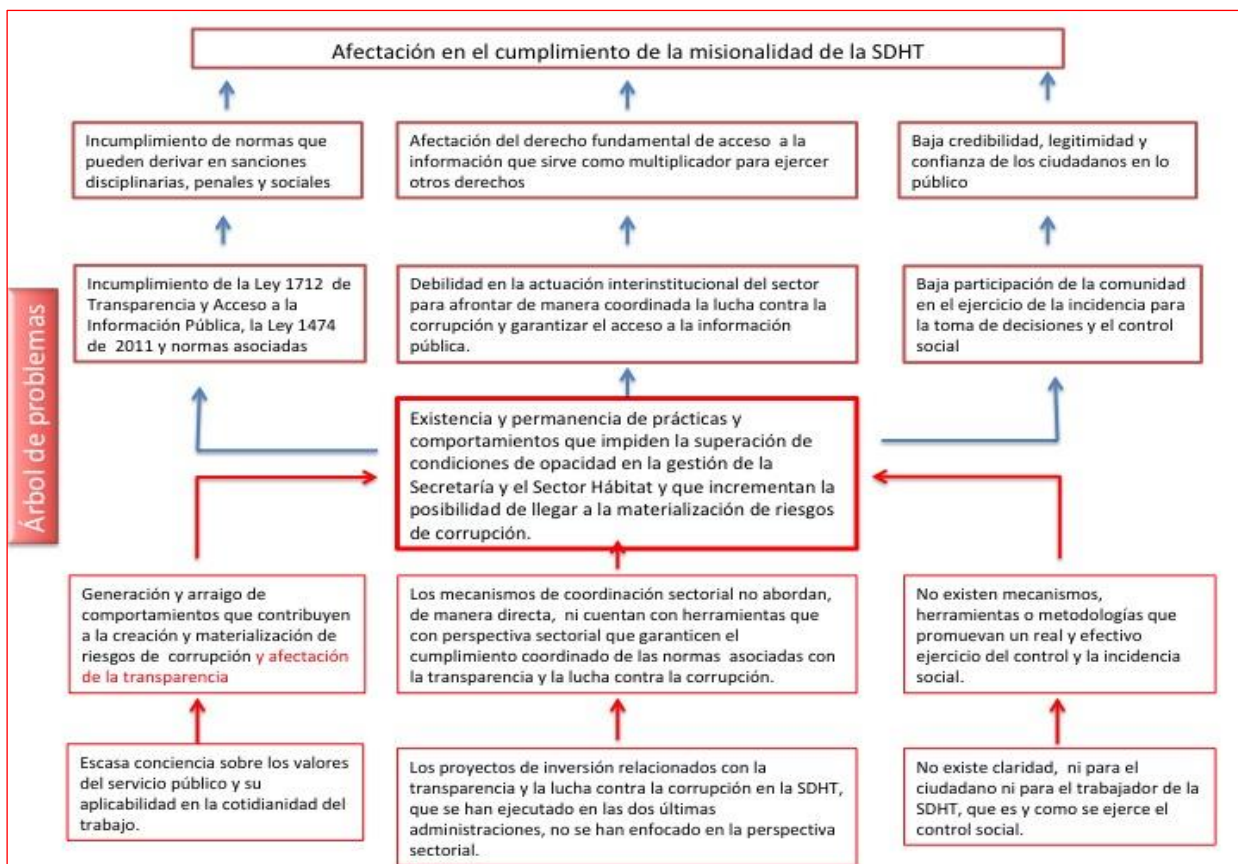 Afectación en el cumplimiento de la misionalidad de la SDHT
Incumplimiento de normas que
pueden derivar en sanciones
disciplinarias, penales y sociales
Afectación del derecho fundamental de acceso a la
información que sirve como multiplicador para ejercer
otros derechos
Baja credibilidad, legitimidad y
confianza de los ciudadanos en lo
público
Árbol de problemas
Incumplimiento de la Ley 1712 de
Transparencia y Acceso a la
Información Pública, la Ley 1474
de 2011 y normas asociadas
Debilidad en la actuación interinstitucional del sector
para afrontar de manera coordinada la lucha contra la
corrupción y garantizar el acceso a la información
pública.
Baja participación de la comunidad
en el ejercicio de la incidencia para
la toma de decisiones y el control
social
Existencia y permanencia de prácticas y
comportamientos que impiden la superación de
condiciones de opacidad en la gestión de la
Secretaría y el Sector Hábitat y que incrementan la
posibilidad de llegar a la materialización de riesgos
de corrupción.
Generación y arraigo de
comportamientos que contribuyen
a la creación y materialización de
riesgos de corrupción y afectación
de la transparencia
Los mecanismos de coordinación sectorial no abordan,
de manera directa, ni cuentan con herramientas que
con perspectiva sectorial que garanticen el
cumplimiento coordinado de las normas asociadas con
la transparencia y la lucha contra la corrupción.
No existen mecanismos,
herramientas o metodologías que
promuevan un real y efectivo
ejercicio del control y la incidencia
social.
Escasa conciencia sobre los valores
del servicio público y su
aplicabilidad en la cotidianidad del
trabajo.
Los proyectos de inversión relacionados con la
transparencia y la lucha contra la corrupción en la SDHT,
que se han ejecutado en las dos últimas
administraciones, no se han enfocado en la perspectiva
sectorial.
No existe claridad, ni para el
ciudadano ni para el trabajador de la
SDHT, que es y como se ejerce el
control social.